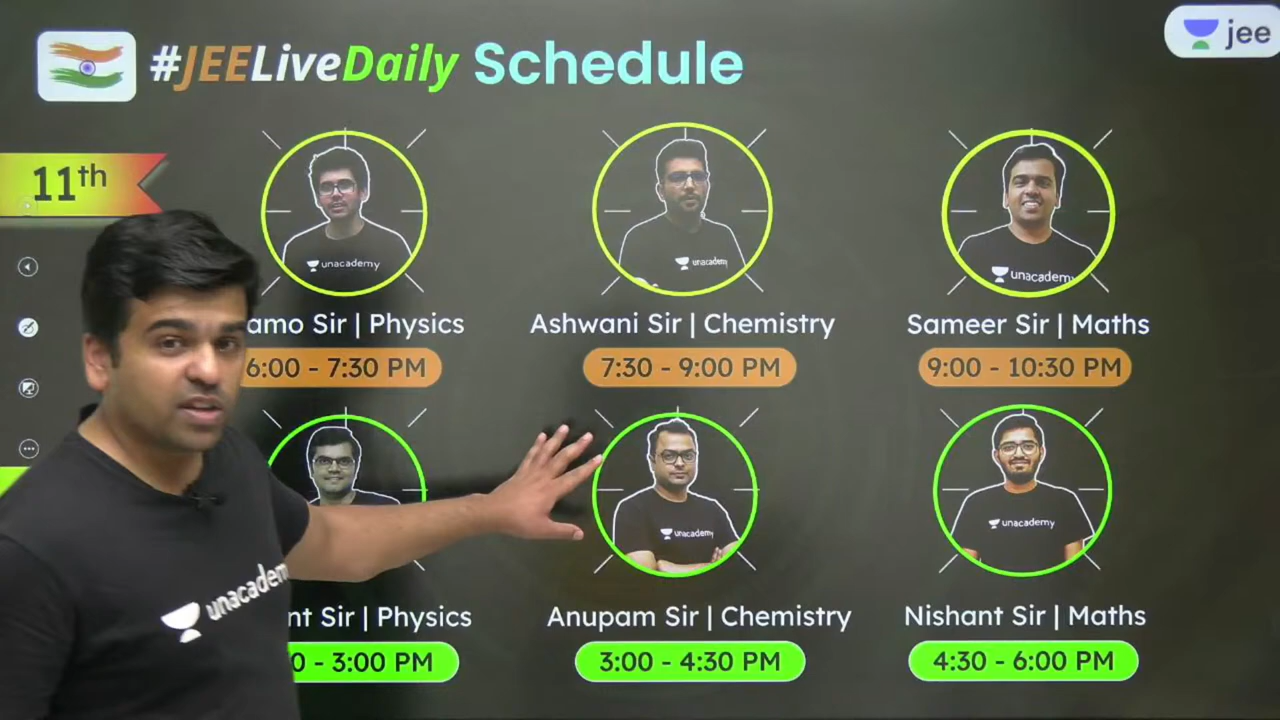 #JEELiveDaily Schedule
jee
11th
unacademy
unacademy
unacademy
amo Sir | Physics
Ashwani Sir | Chemistry
Sameer Sir | Maths
6:00 - 7:30 PM
7:30 - 9:00 PM
9:00 - 10:30 PM
unacademy
unacademy
unacademy
nt Sir | Physics
Anupam Sir | Chemistry
Nishant Sir | Maths
0 - 3:00 PM
3:00 - 4:30 PM
4:30 - 6:00 PM